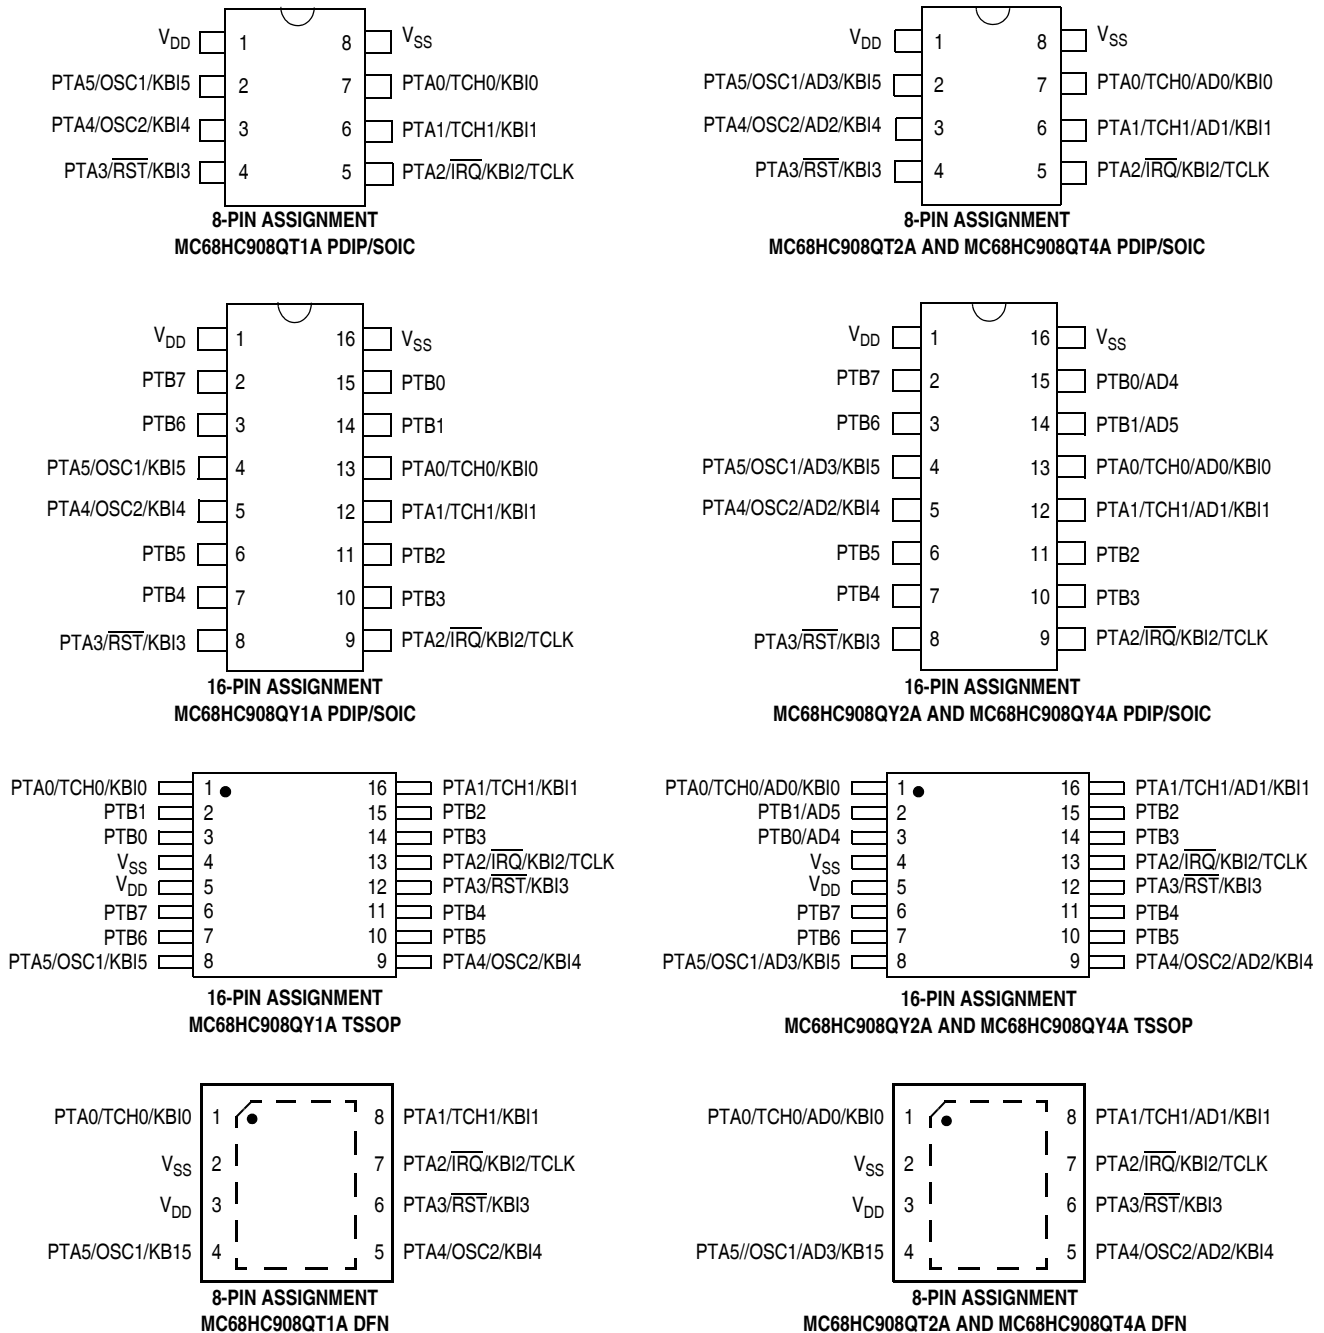 VDD 1 8 VSS
PTA5/OSC1/KBI5 2 7 PTA0/TCH0/KBI0
PTA4/OSC2/KBI4 3 6 PTA1/TCH1/KBI1
PTA3/RST/KBI3 4 5 PTA2/IRQ/KBI2/TCLK
8-PIN ASSIGNMENT
MC68HC908QT1A PDIP/SOIC
VDD 1 8 VSS
PTA5/OSC1/AD3/KBI5 2 7 PTA0/TCH0/AD0/KBI0
PTA4/OSC2/AD2/KBI4 3 6 PTA1/TCH1/AD1/KBI1
PTA3/RST/KBI3 4 5 PTA2/IRQ/KBI2/TCLK
8-PIN ASSIGNMENT
MC68HC908QT2A AND MC68HC908QT4A PDIP/SOIC
VDD 1 16 VSS
PTB7 2 15 PTB0
PTB6 3 14 PTB1
PTA5/OSC1/KBI5 4 13 PTA0/TCH0/KBI0
PTA4/OSC2/KBI4 5 12 PTA1/TCH1/KBI1
PTB5 6 11 PTB2
PTB4 7 10 PTB3
PTA3/RST/KBI3 8 9 PTA2/IRQ/KBI2/TCLK
16-PIN ASSIGNMENT
MC68HC908QY1A PDIP/SOIC
VDD 1 16 VSS
PTB7 2 15 PTB0/AD4
PTB6 3 14 PTB1/AD5
PTA5/OSC1/AD3/KBI5 4 13 PTA0/TCH0/AD0/KBI0
PTA4/OSC2/AD2/KBI4 5 12 PTA1/TCH1/AD1/KBI1
PTB5 6 11 PTB2
PTB4 7 10 PTB3
PTA3/RST/KBI3 8 9 PTA2/IRQ/KBI2/TCLK
16-PIN ASSIGNMENT
MC68HC908QY2A AND MC68HC908QY4A PDIP/SOIC
PTA0/TCH0/KBI0 1 16 PTA1/TCH1/KBI1
PTB1 2 15 PTB2
PTB0 3 14 PTB3
VSS 4 13 PTA2/IRQ/KBI2/TCLK
VDD 5 12 PTA3/RST/KBI3
PTB7 6 11 PTB4
PTB6 7 10 PTB5
PTA5/OSC1/KBI5 8 9 PTA4/OSC2/KBI4
16-PIN ASSIGNMENT
MC68HC908QY1A TSSOP
PTA0/TCH0/AD0/KBI0 1 16 PTA1/TCH1/AD1/KBI1
PTB1/AD5 2 15 PTB2
PTB0/AD4 3 14 PTB3
VSS 4 13 PTA2/IRQ/KBI2/TCLK
VDD 5 12 PTA3/RST/KBI3
PTB7 6 11 PTB4
PTB6 7 10 PTB5
PTA5/OSC1/AD3/KBI5 8 9 PTA4/OSC2/AD2/KBI4
16-PIN ASSIGNMENT
MC68HC908QY2A AND MC68HC908QY4A TSSOP
PTA0/TCH0/KBI0 1 8 PTA1/TCH1/KBI1
VSS 2 7 PTA2/IRQ/KBI2/TCLK
VDD 3 6 PTA3/RST/KBI3
PTA5/OSC1/KB15 4 5 PTA4/OSC2/KBI4
8-PIN ASSIGNMENT
MC68HC908QT1A DFN
PTA0/TCH0/AD0/KBI0 1 8 PTA1/TCH1/AD1/KBI1
VSS 2 7 PTA2/IRQ/KBI2/TCLK
VDD 3 6 PTA3/RST/KBI3
PTA5//OSC1/AD3/KB15 4 5 PTA4/OSC2/AD2/KBI4
8-PIN ASSIGNMENT
MC68HC908QT2A AND MC68HC908QT4A DFN